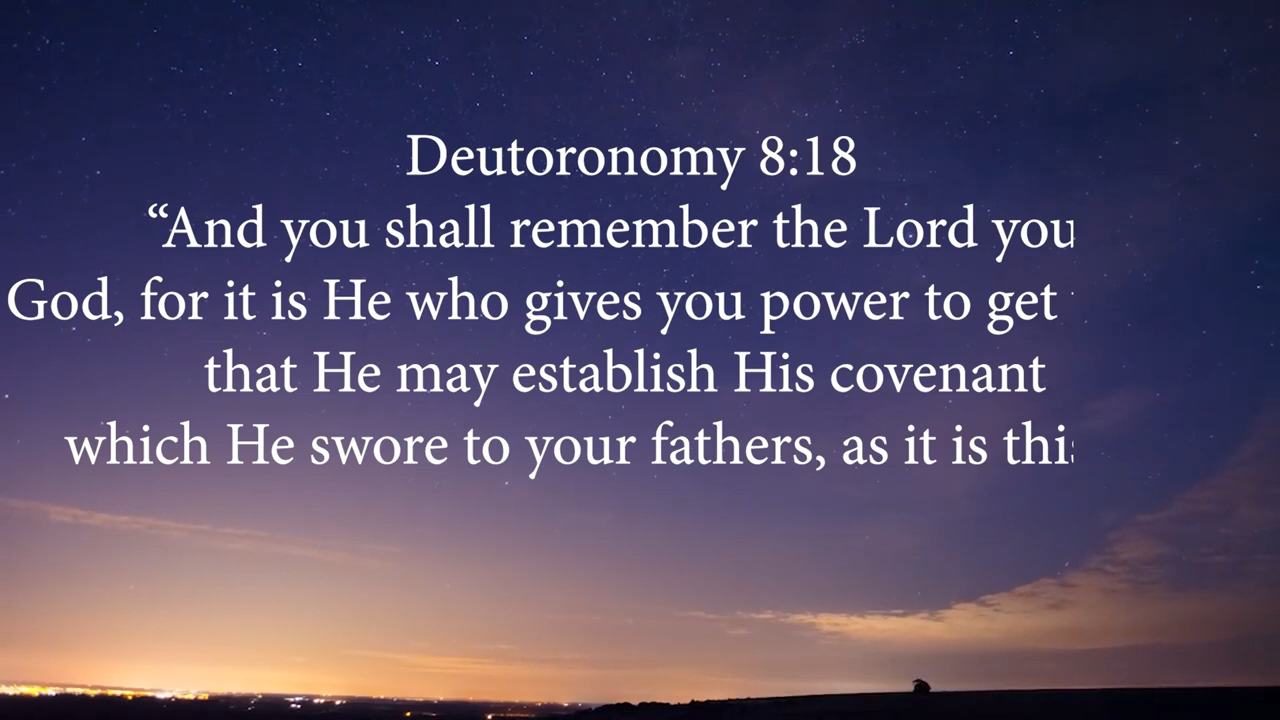 Deutoronomy 8:18
“And you shall remember the Lord you
God, for it is He who gives you power to get
that He may establish His covenant
which He swore to your fathers, as it is this